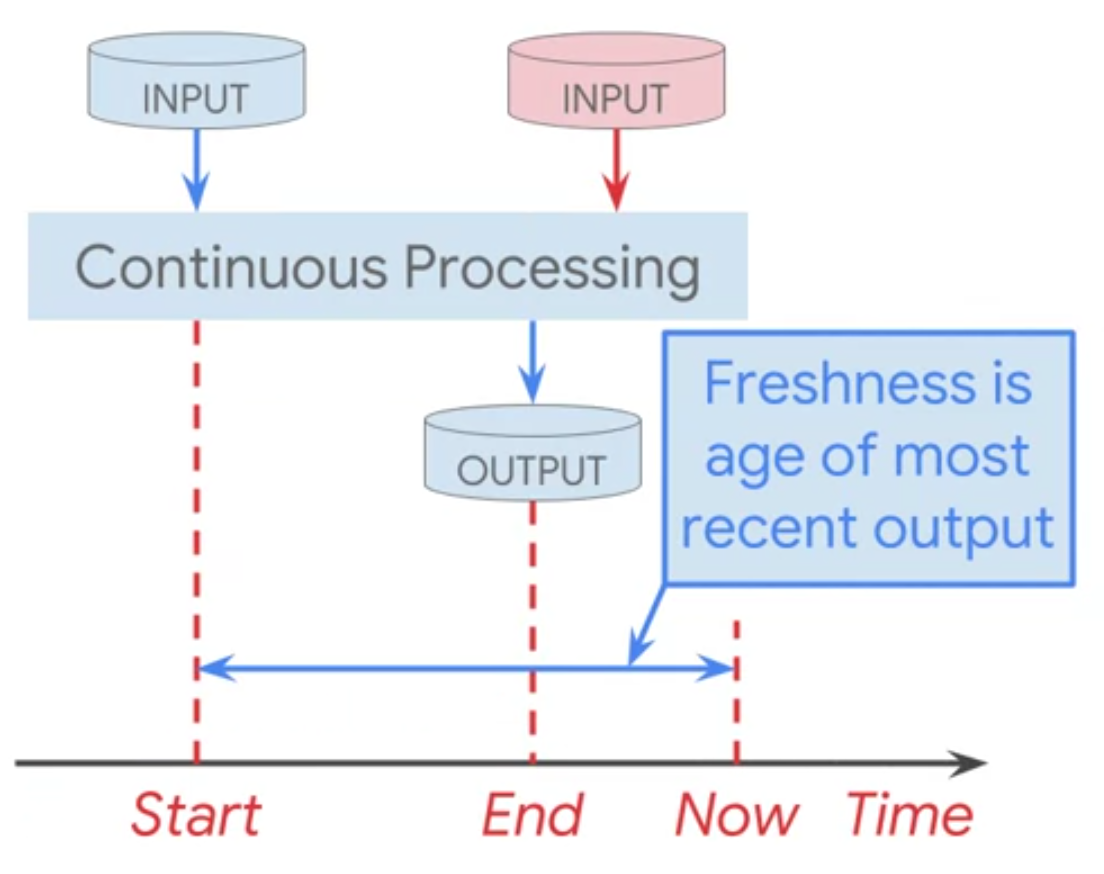 INPUT
INPUT
Continuous Processing
OUTPUT
Freshness is
age of most
recent output
Start
End
Now
Time